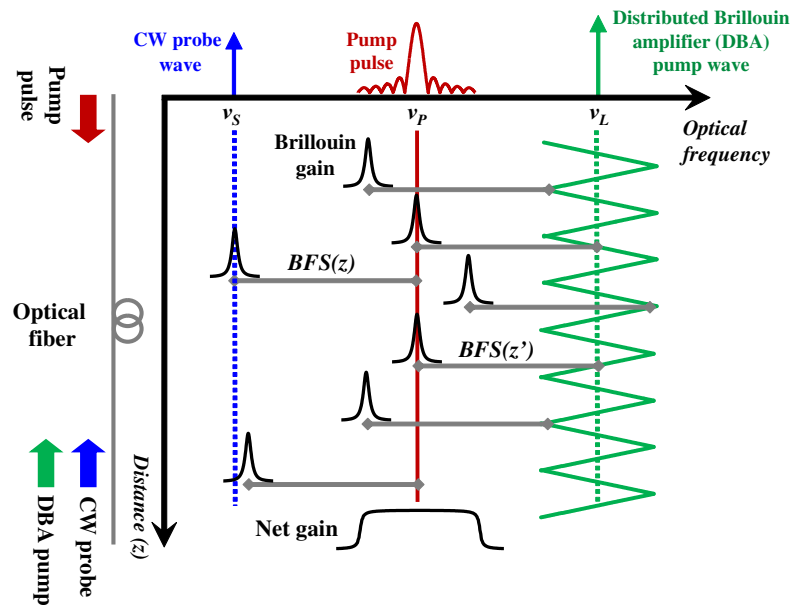 CW probe
wave
Pump
pulse
Distributed Brillouin
amplifier (DBA)
pump wave
Pump
pulse
νS
νP
νL
Optical
frequency
Brillouin
gain
BFS(z)
Optical
fiber
BFS(z’)
Distance (z)
DBA pump
CW probe
Net gain